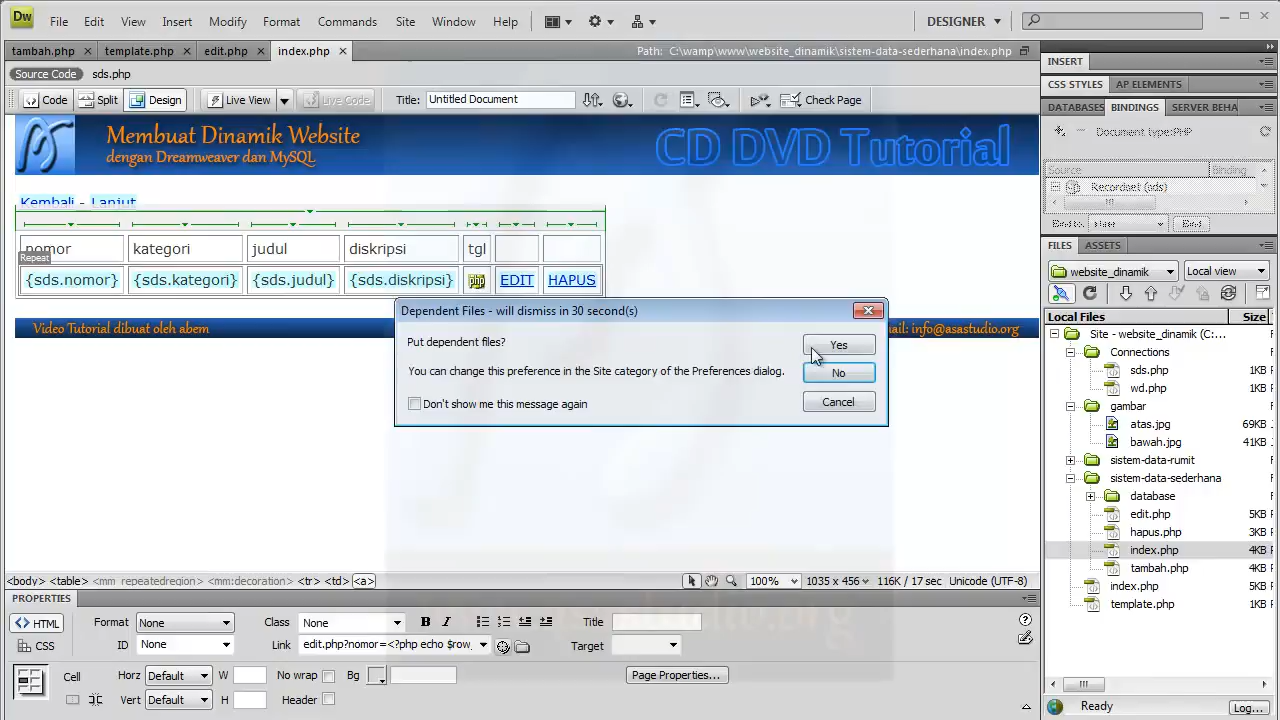 Dw File Edit View Insert Modify Format Commands Site Window Help DESIGNER
tambah.php template.php edit.php index.php Path: C:\wamp\www\website_dinamik\sistem-data-sederhana\index.php
Source Code sds.php
Code Split Design Live View Live Code Title: Untitled Document Check Page
Membuat Dinamik Website
dengan Dreamweaver dan MySQL
CD DVD Tutorial
Kembali - Lanjut
nomor kategori judul diskripsi tgl
Repeat
{sds.nomor} {sds.kategori} {sds.judul} {sds.diskripsi} php EDIT HAPUS
Dependent Files - will dismiss in 30 second(s)
Put dependent files?
You can change this preference in the Site category of the Preferences dialog.
Don't show me this message again
Yes
No
Cancel
Video Tutorial dibuat oleh abem
ail: info@asastudio.org
<body> <table> <mm_repeatedregion> <mm:decoration> <tr> <td> <a> 100% 1035 x 456 116K / 17 sec Unicode (UTF-8)
PROPERTIES
<> HTML Format None Class None B I Title
CSS ID None Link edit.php?nomor=<?php echo $row_ Target
Cell Horz Default W No wrap Bg Page Properties...
Vert Default H Header
INSERT
CSS STYLES AP ELEMENTS
DATABASES BINDINGS SERVER BEHA
Document type:PHP
Source Binding
Recordset (sds)
FILES ASSETS
website_dinamik Local view
Local Files Size
Site - website_dinamik (C:...
Connections F
sds.php 1KB F
wd.php 1KB F
gambar F
atas.jpg 69KB F
bawah.jpg 41KB F
sistem-data-rumit F
sistem-data-sederhana F
database F
edit.php 5KB F
hapus.php 3KB F
index.php 4KB F
tambah.php 4KB F
index.php 1KB F
template.php 1KB F
Ready Log...